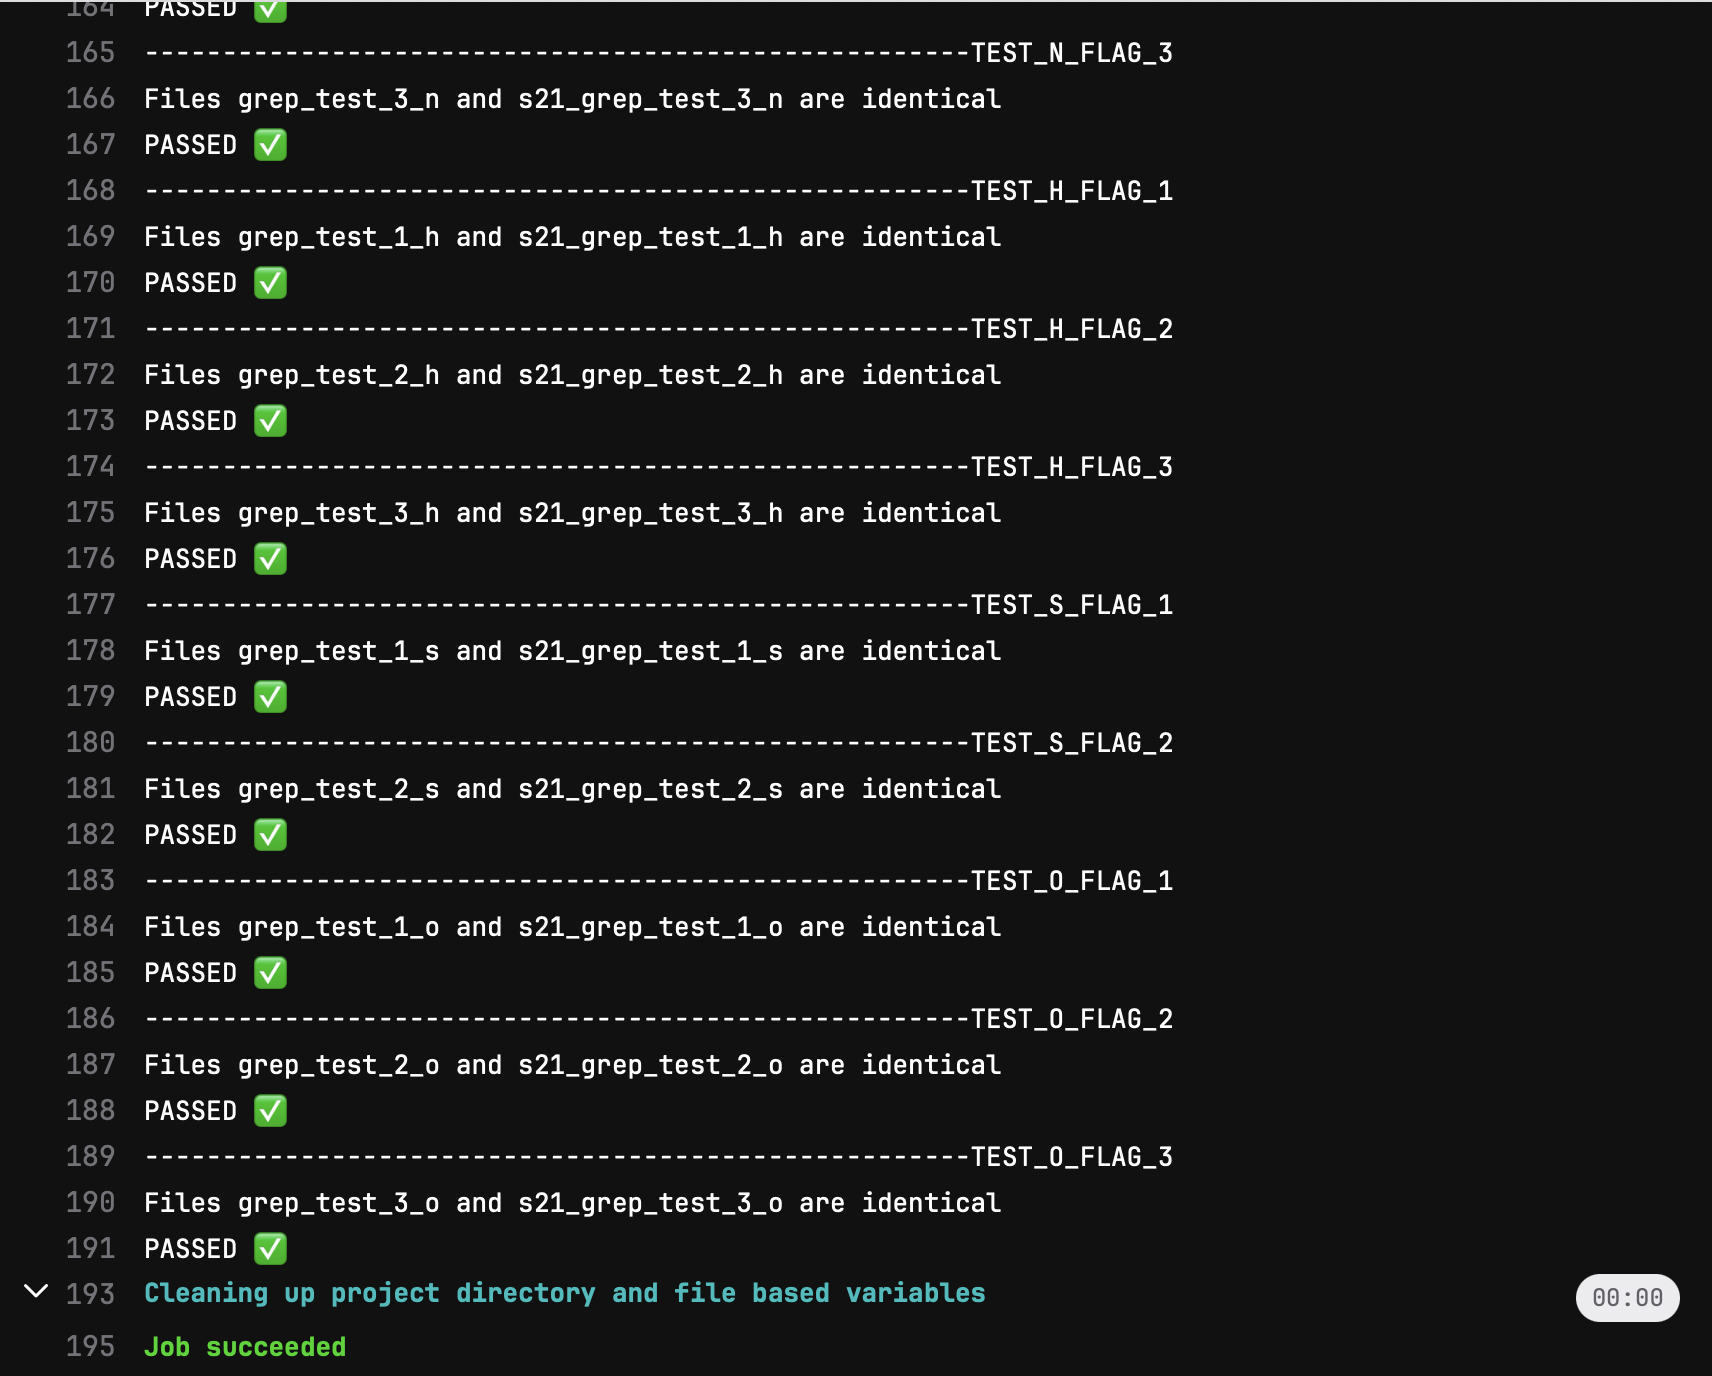 164 PASSED ✅
165 -----------------------------------------------------TEST_N_FLAG_3
166 Files grep_test_3_n and s21_grep_test_3_n are identical
167 PASSED ✅
168 -----------------------------------------------------TEST_H_FLAG_1
169 Files grep_test_1_h and s21_grep_test_1_h are identical
170 PASSED ✅
171 -----------------------------------------------------TEST_H_FLAG_2
172 Files grep_test_2_h and s21_grep_test_2_h are identical
173 PASSED ✅
174 -----------------------------------------------------TEST_H_FLAG_3
175 Files grep_test_3_h and s21_grep_test_3_h are identical
176 PASSED ✅
177 -----------------------------------------------------TEST_S_FLAG_1
178 Files grep_test_1_s and s21_grep_test_1_s are identical
179 PASSED ✅
180 -----------------------------------------------------TEST_S_FLAG_2
181 Files grep_test_2_s and s21_grep_test_2_s are identical
182 PASSED ✅
183 -----------------------------------------------------TEST_O_FLAG_1
184 Files grep_test_1_o and s21_grep_test_1_o are identical
185 PASSED ✅
186 -----------------------------------------------------TEST_O_FLAG_2
187 Files grep_test_2_o and s21_grep_test_2_o are identical
188 PASSED ✅
189 -----------------------------------------------------TEST_O_FLAG_3
190 Files grep_test_3_o and s21_grep_test_3_o are identical
191 PASSED ✅
193 Cleaning up project directory and file based variables 00:00
195 Job succeeded